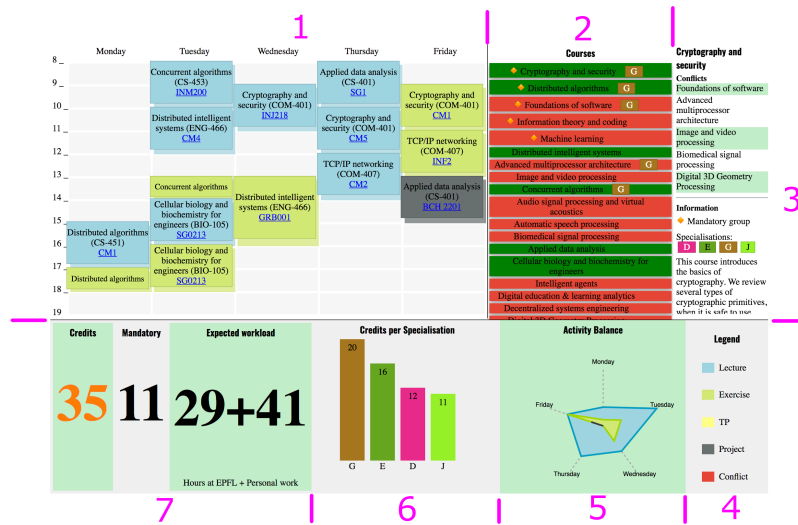 1
2
3
Monday
Tuesday
Wednesday
Thursday
Friday
8
9
10
11
12
13
14
15
16
17
18
19
Distributed algorithms
(CS-451)
CM1
Distributed algorithms
Concurrent algorithms
(CS-453)
INM200
Distributed intelligent
systems (ENG-466)
CM4
Concurrent algorithms
Cellular biology and
biochemistry for
engineers (BIO-105)
SG0213
Cellular biology and
biochemistry for
engineers (BIO-105)
SG0213
Cryptography and
security (COM-401)
INJ218
Distributed intelligent
systems (ENG-466)
GRB001
Applied data analysis
(CS-401)
SG1
Cryptography and
security (COM-401)
CM5
TCP/IP networking
(COM-407)
CM2
Cryptography and
security (COM-401)
CM1
TCP/IP networking
(COM-407)
INF2
Applied data analysis
(CS-401)
BCH 2201
Courses
Cryptography and security G
Distributed algorithms G
Foundations of software G
Information theory and coding
Machine learning
Distributed intelligent systems
Advanced multiprocessor architecture G
Image and video processing
Concurrent algorithms G
Audio signal processing and virtual
acoustics
Automatic speech processing
Biomedical signal processing
Applied data analysis
Cellular biology and biochemistry for
engineers
Intelligent agents
Digital education & learning analytics
Decentralized systems engineering
Digital 3D Geometry Processing
Cryptography and
security
Conflicts
Foundations of software
Advanced
multiprocessor
architecture
Image and video
processing
Biomedical signal
processing
Digital 3D Geometry
Processing
Information
Mandatory group
Specialisations:
D E G J
This course introduces
the basics of
cryptography. We review
several types of
cryptographic primitives,
when it is safe to use
Credits
35
Mandatory
11
Expected workload
29+41
Hours at EPFL + Personal work
Credits per Specialisation
20
16
12
11
G
E
D
J
Activity Balance
Monday
Tuesday
Wednesday
Thursday
Friday
Legend
Lecture
Exercise
TP
Project
Conflict
7
6
5
4